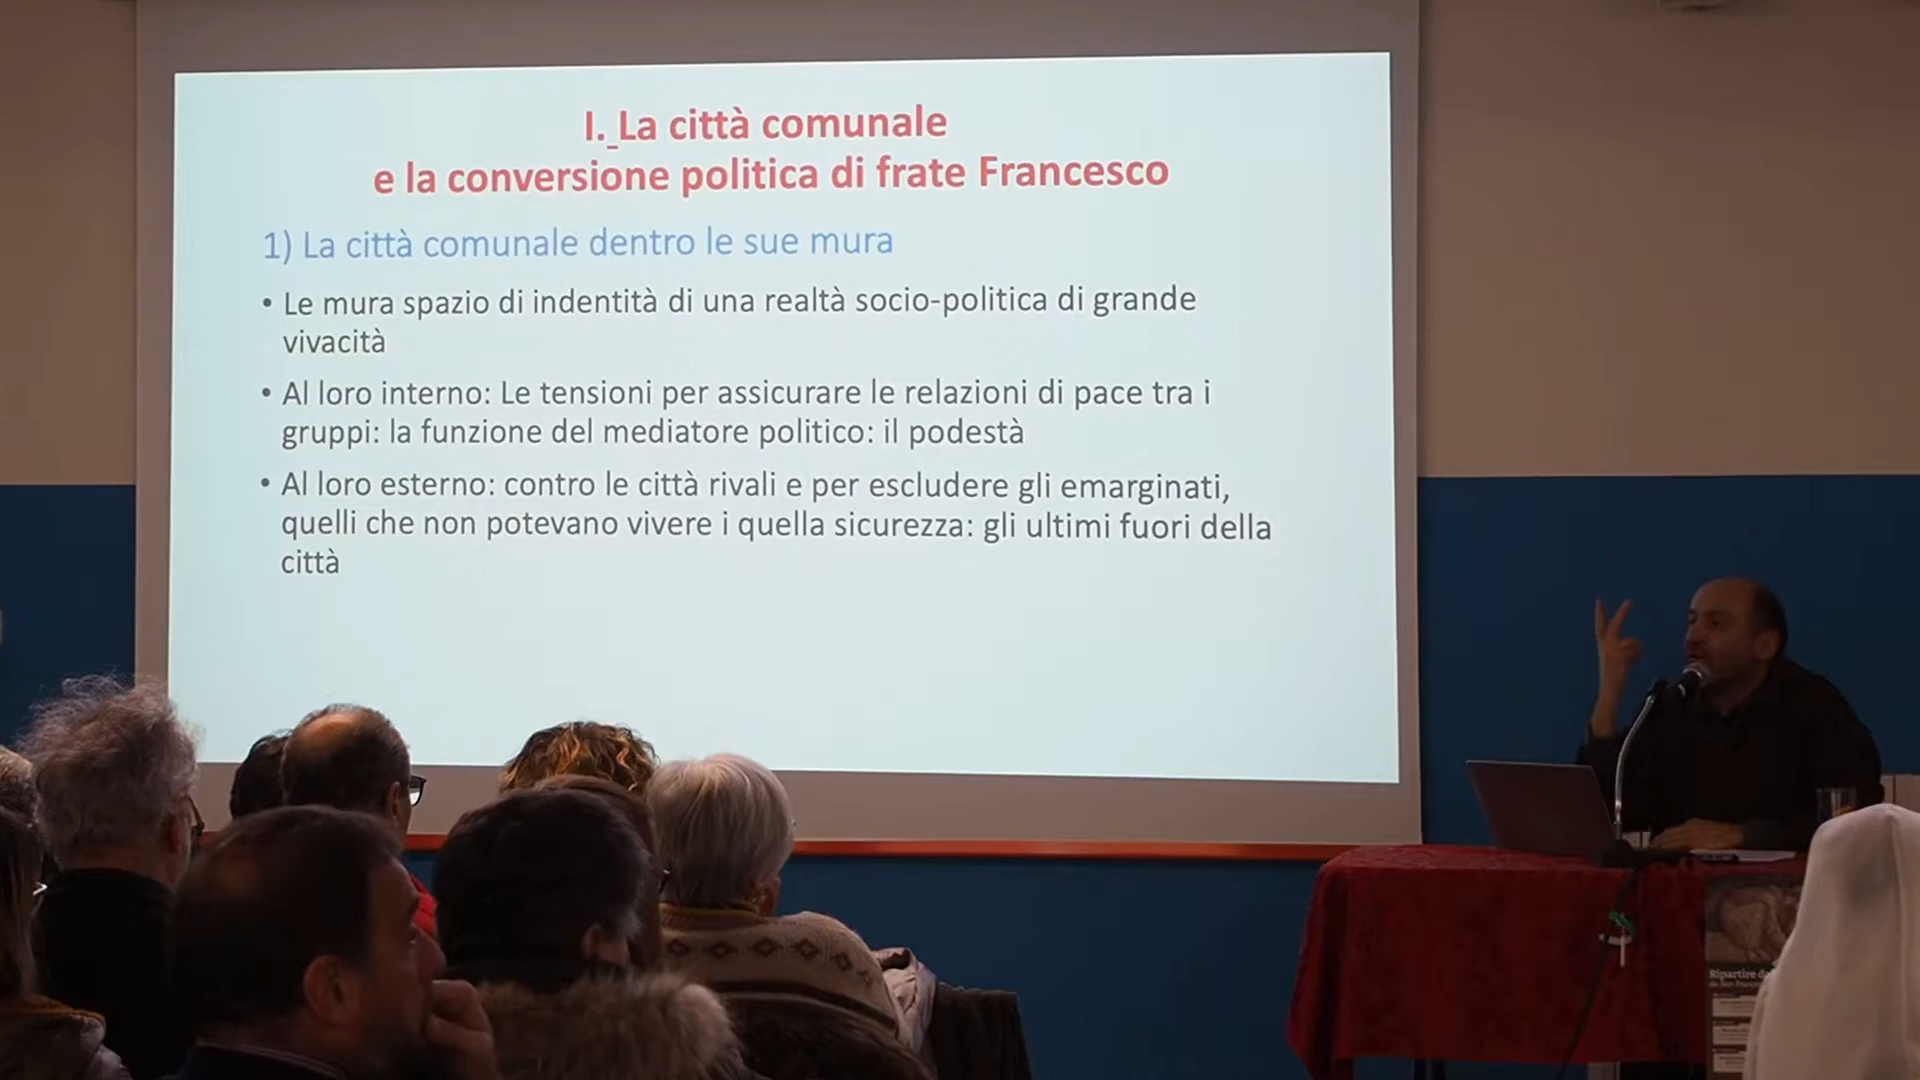 I. La città comunale
e la conversione politica di frate Francesco
1) La città comunale dentro le sue mura
• Le mura spazio di indentità di una realtà socio-politica di grande
vivacità
• Al loro interno: Le tensioni per assicurare le relazioni di pace tra i
gruppi: la funzione del mediatore politico: il podestà
• Al loro esterno: contro le città rivali e per escludere gli emarginati,
quelli che non potevano vivere i quella sicurezza: gli ultimi fuori della
città
Ripartire